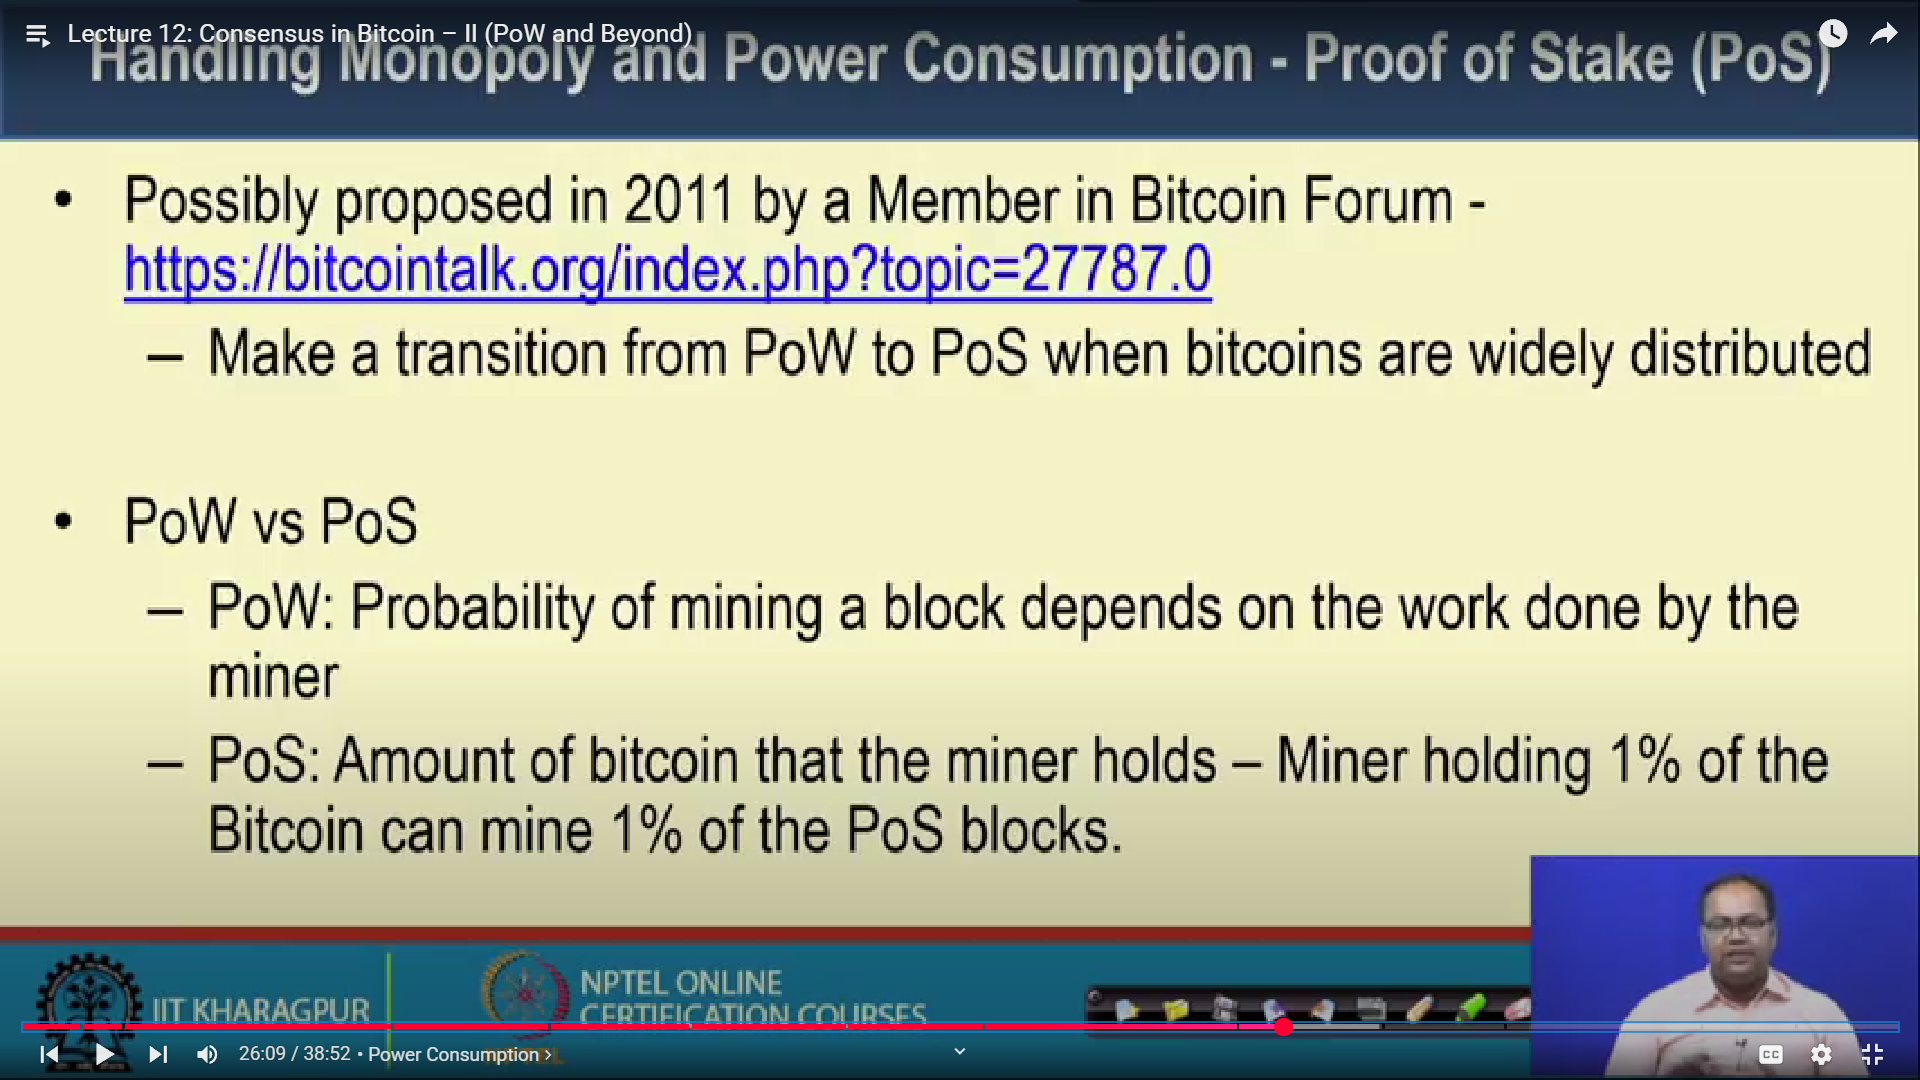 Lecture 12: Consensus in Bitcoin – II (PoW and Beyond)
Handling Monopoly and Power Consumption - Proof of Stake (PoS)
• Possibly proposed in 2011 by a Member in Bitcoin Forum -
https://bitcointalk.org/index.php?topic=27787.0
– Make a transition from PoW to PoS when bitcoins are widely distributed
• PoW vs PoS
– PoW: Probability of mining a block depends on the work done by the
miner
– PoS: Amount of bitcoin that the miner holds – Miner holding 1% of the
Bitcoin can mine 1% of the PoS blocks.
IIT KHARAGPUR
NPTEL ONLINE
CERTIFICATION COURSES
NPTEL
26:09 / 38:52 • Power Consumption ›
CC